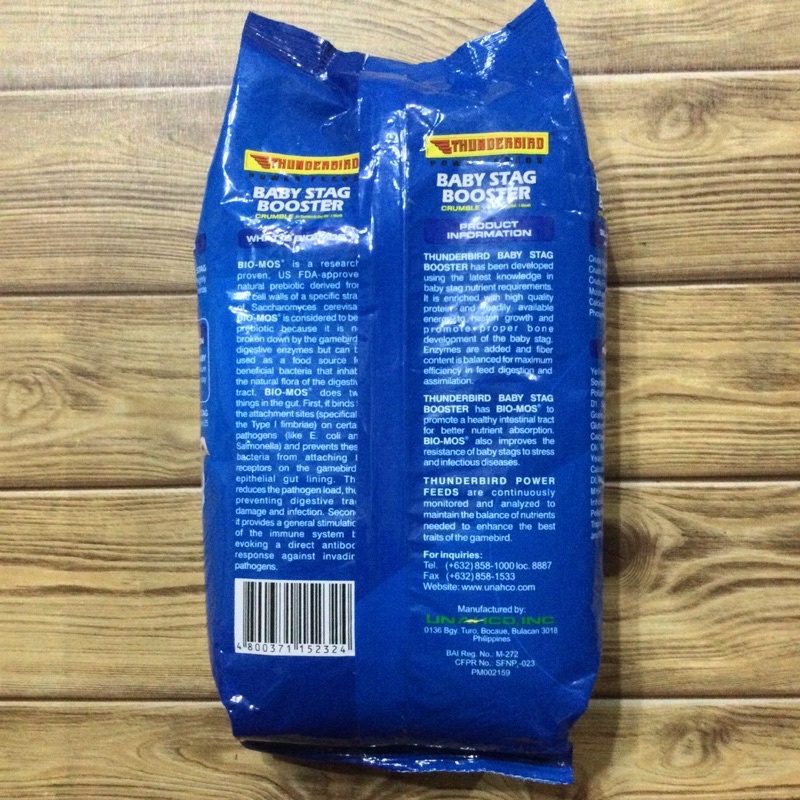 THUNDERBIRD
POWER FEEDS
BABY STAG
BOOSTER
CRUMBLE
BIO-MOS® is a research
proven, US FDA-approve
natural prebiotic derived from
cell walls of a specific stra
of Saccharomyces cerevisa
BIO-MOS® is considered to be
prebiotic because it is n
broken down by the gamebird
digestive enzymes but can b
used as a food source f
beneficial bacteria that inhab
the natural flora of the digestiv
tract. BIO-MOS® does tw
things in the gut. First, it binds
the attachment sites (specifical
the Type I fimbriae) on certa
pathogens (like E. coli an
Salmonella) and prevents thes
bacteria from attaching t
receptors on the gamebird
epithelial gut lining. Th
reduces the pathogen load, thu
preventing digestive tra
damage and infection. Secon
it provides a general stimulatio
of the immune system b
evoking a direct antiboc
response against invadin
pathogens.
4 800371 152324
THUNDERBIRD
POWER FEEDS
BABY STAG
BOOSTER
CRUMBLE
PRODUCT
INFORMATION
THUNDERBIRD BABY STAG
BOOSTER has been developed
using the latest knowledge in
baby stag nutrient requirements.
It is enriched with high quality
protein and readily available
energy to hasten growth and
promote proper bone
development of the baby stag.
Enzymes are added and fiber
content is balanced for maximum
efficiency in feed digestion and
assimilation.
THUNDERBIRD BABY STAG
BOOSTER has BIO-MOS® to
promote a healthy intestinal tract
for better nutrient absorption.
BIO-MOS® also improves the
resistance of baby stags to stress
and infectious diseases.
THUNDERBIRD POWER
FEEDS are continuously
monitored and analyzed to
maintain the balance of nutrients
needed to enhance the best
traits of the gamebird.
For inquiries:
Tel. (+632) 858-1000 loc. 8887
Fax (+632) 858-1533
Website: www.unahco.com
Manufactured by:
UNAHCO, INC
0136 Bgy. Turo, Bocaue, Bulacan 3018
Philippines
BAI Reg. No.: M-272
CFPR No.: SFNP-023
PM002159